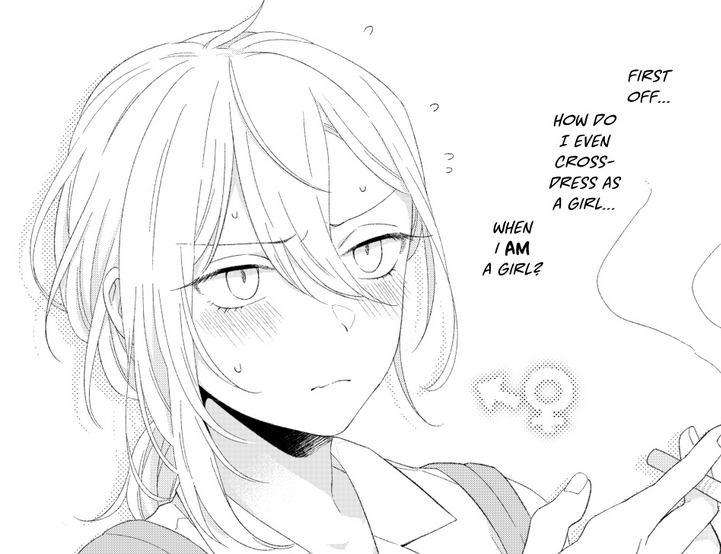 FIRST
OFF...
HOW DO
I EVEN
CROSS-
DRESS AS
A GIRL...
WHEN
I AM
A GIRL?